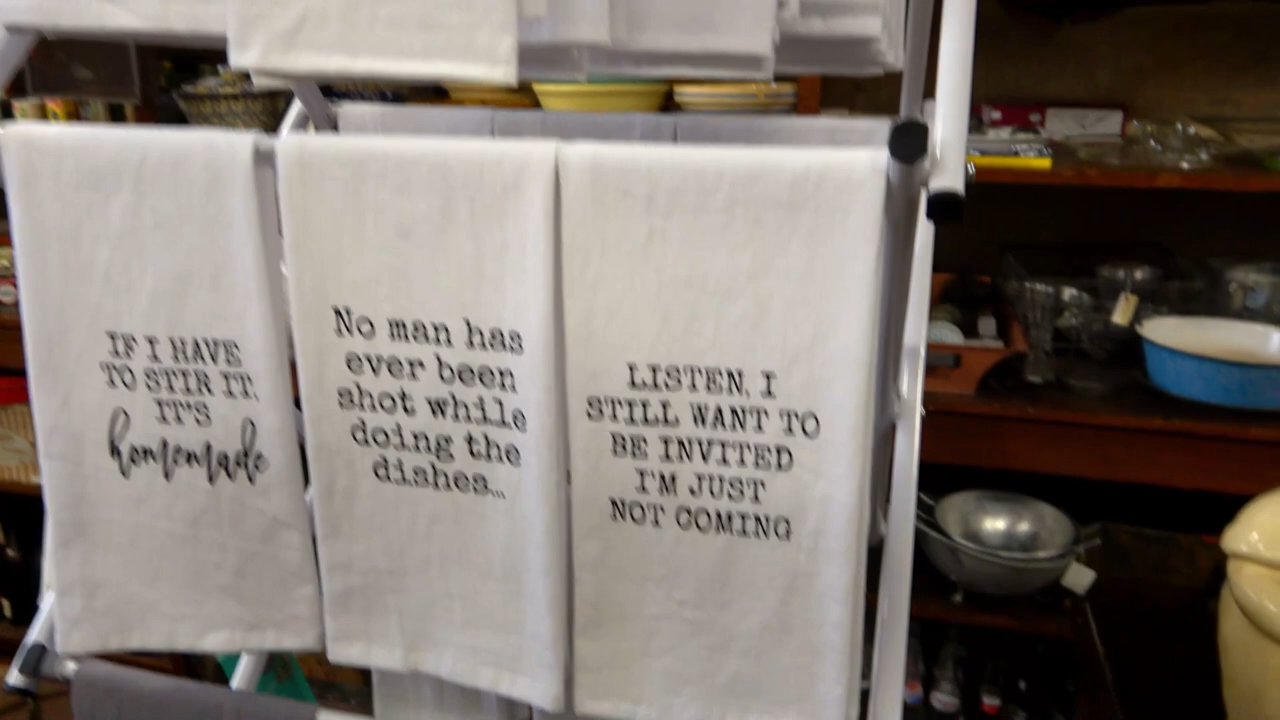 IF I HAVE
TO STIR IT,
IT'S
homemade
No man has
ever been
shot while
doing the
dishes...
LISTEN, I
STILL WANT TO
BE INVITED
I'M JUST
NOT COMING